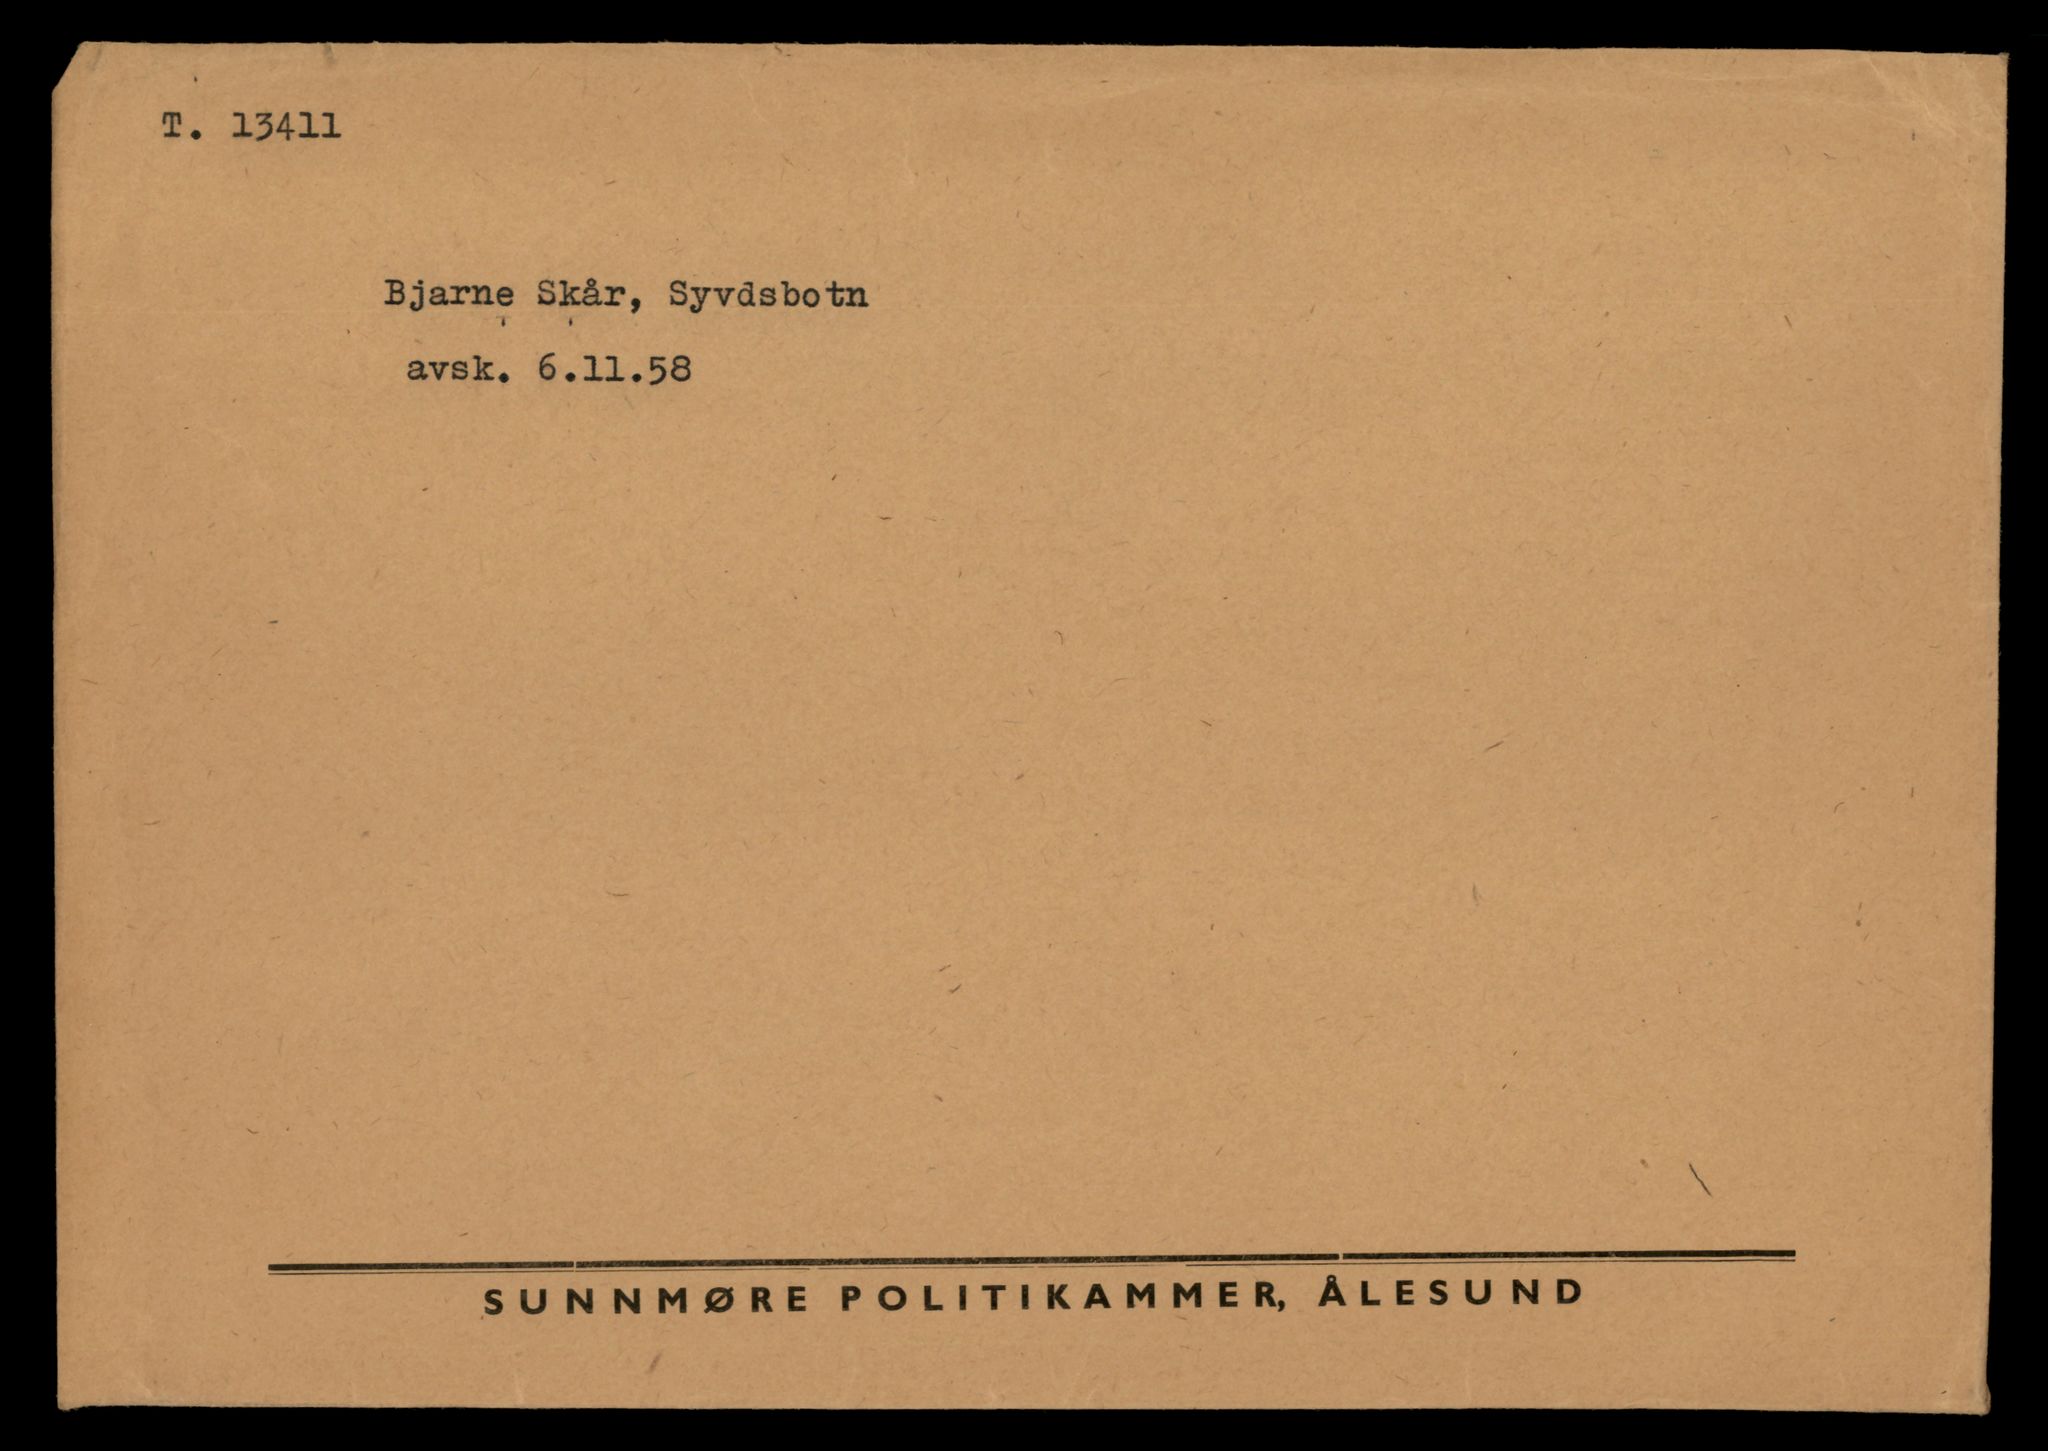 T. 13411
Bjarne Skår, Syvdsbotn
avsk. 6.11.58
SUNNMØRE POLITIKAMMER, ÅLESUND